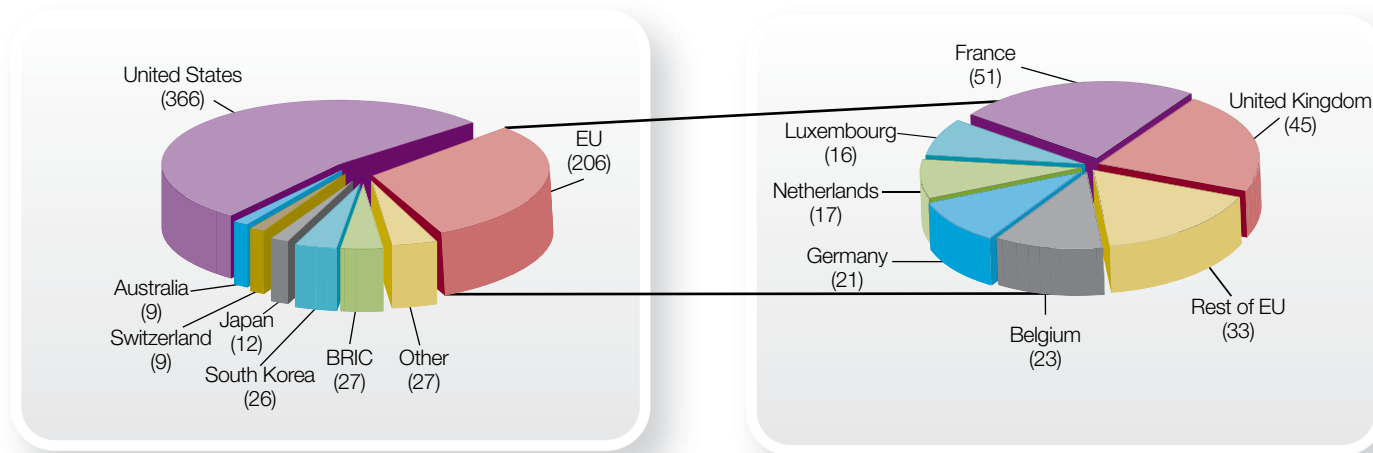 United States
(366)
EU
(206)
Australia
(9)
Switzerland
(9)
Japan
(12)
South Korea
(26)
BRIC
(27)
Other
(27)
France
(51)
United Kingdom
(45)
Luxembourg
(16)
Netherlands
(17)
Germany
(21)
Belgium
(23)
Rest of EU
(33)